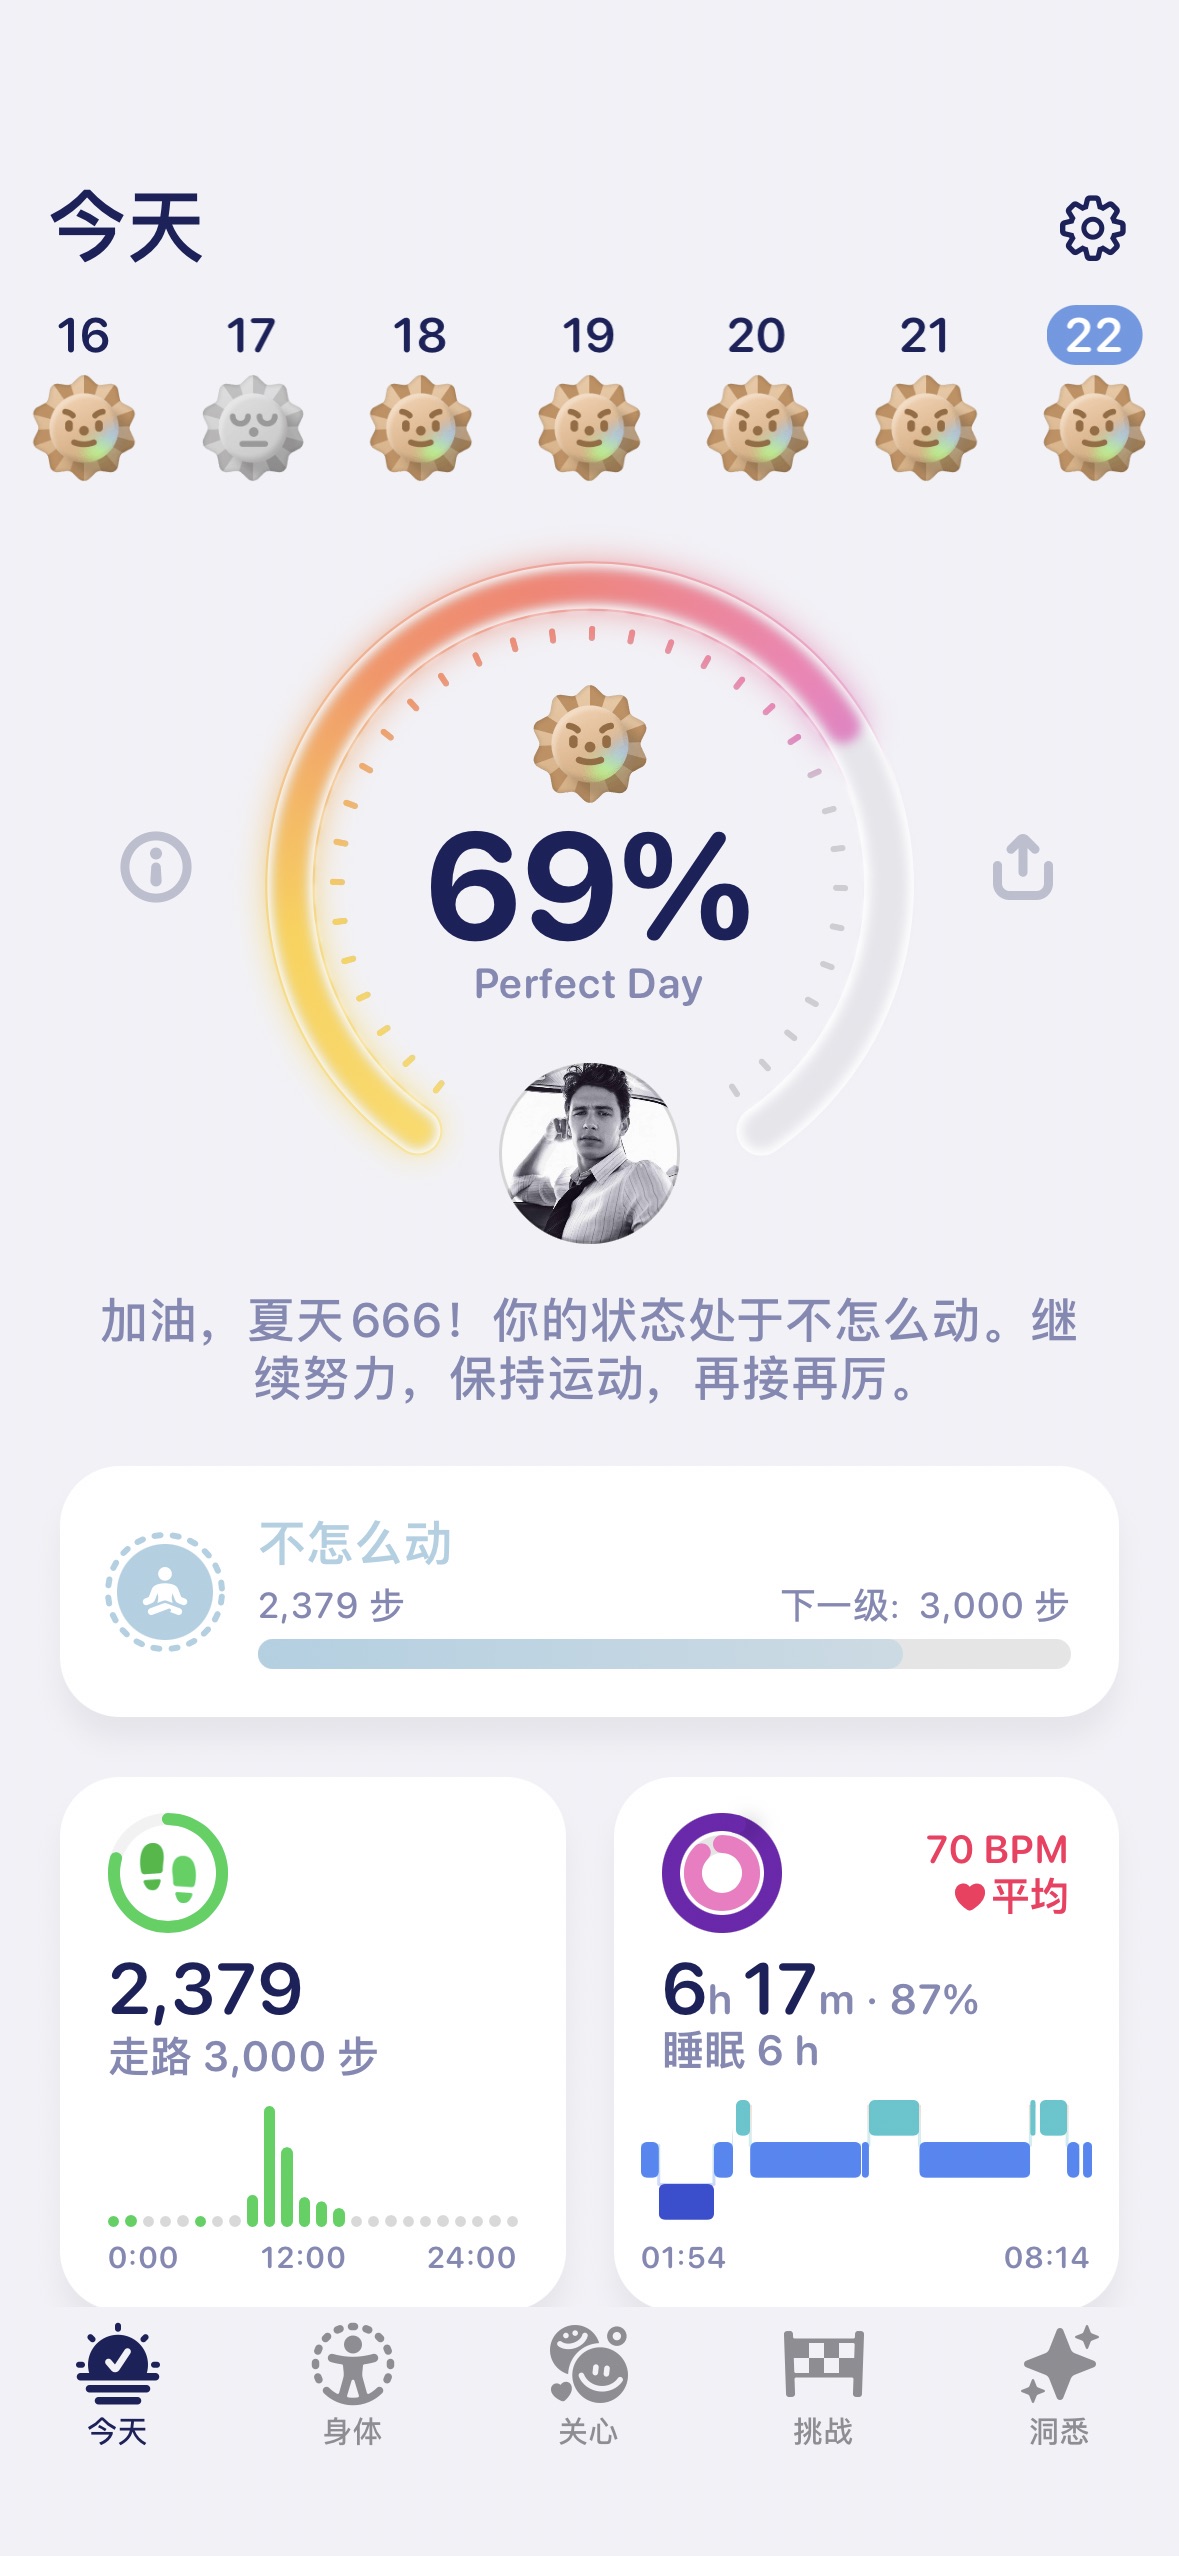 今天
16 17 18 19 20 21 22
69%
Perfect Day
加油，夏天666！你的状态处于不怎么动。继
续努力，保持运动，再接再厉。
不怎么动
2,379 步 下一级: 3,000 步
2,379
走路 3,000 步
0:00 12:00 24:00
70 BPM
平均
6h 17m · 87%
睡眠 6 h
01:54 08:14
今天 身体 关心 挑战 洞悉